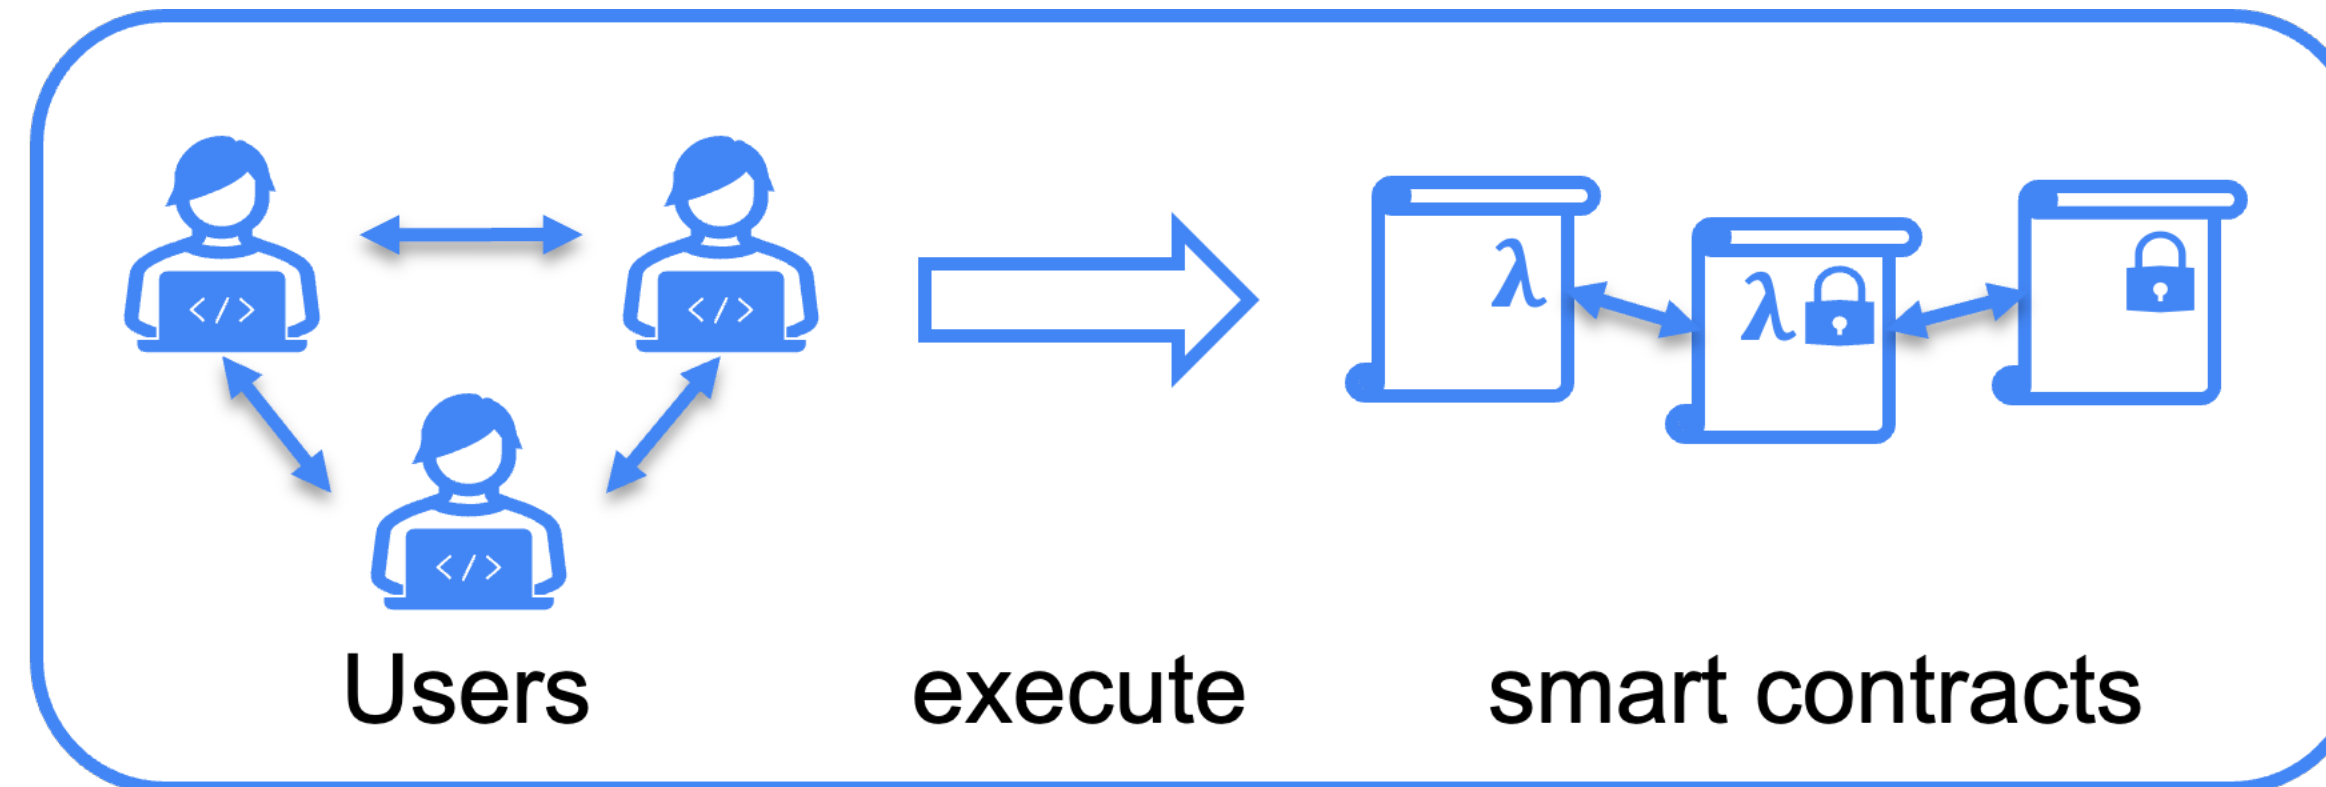 </> </>
λ
λ
</>
Users execute smart contracts